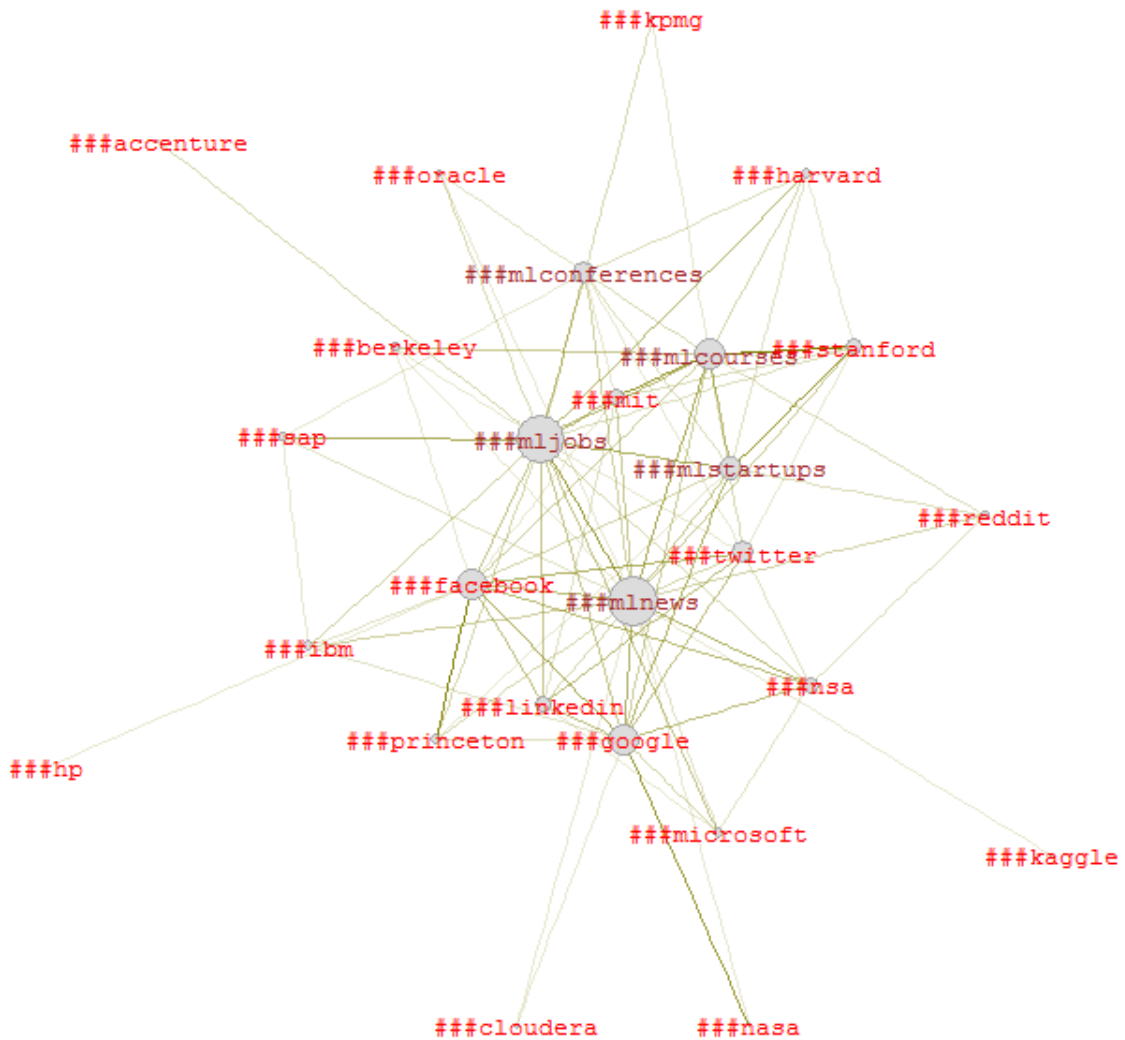 ###kpmg
###accenture
###oracle
###harvard
###mlconferences
###berkeley
###mlcourses
###stanford
###mit
###sap
###mljobs
###mlstartups
###reddit
###twitter
###facebook
###mlnews
###ibm
###nsa
###linkedin
###princeton
###google
###hp
###microsoft
###kaggle
###cloudera
###nasa